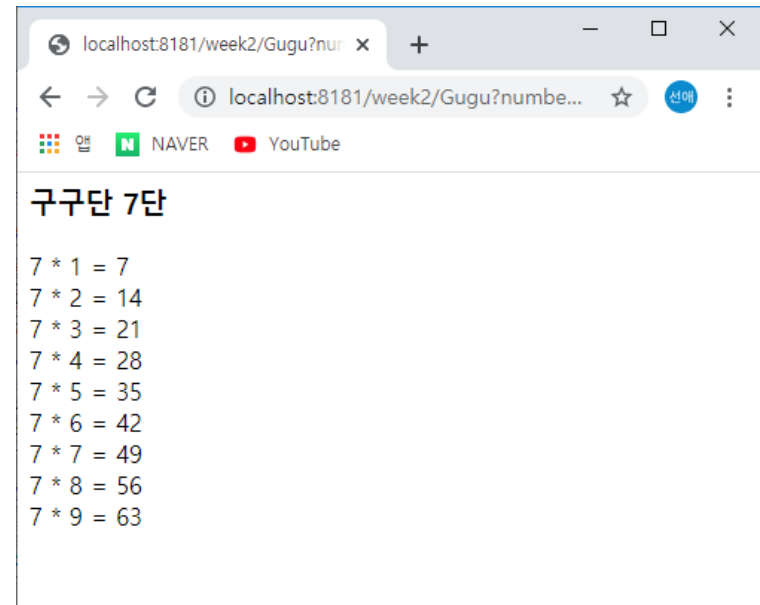 localhost:8181/week2/Gugu?nur
localhost:8181/week2/Gugu?numbe...
선애
앱
N NAVER
YouTube
구구단 7단
7 * 1 = 7
7 * 2 = 14
7 * 3 = 21
7 * 4 = 28
7 * 5 = 35
7 * 6 = 42
7 * 7 = 49
7 * 8 = 56
7 * 9 = 63